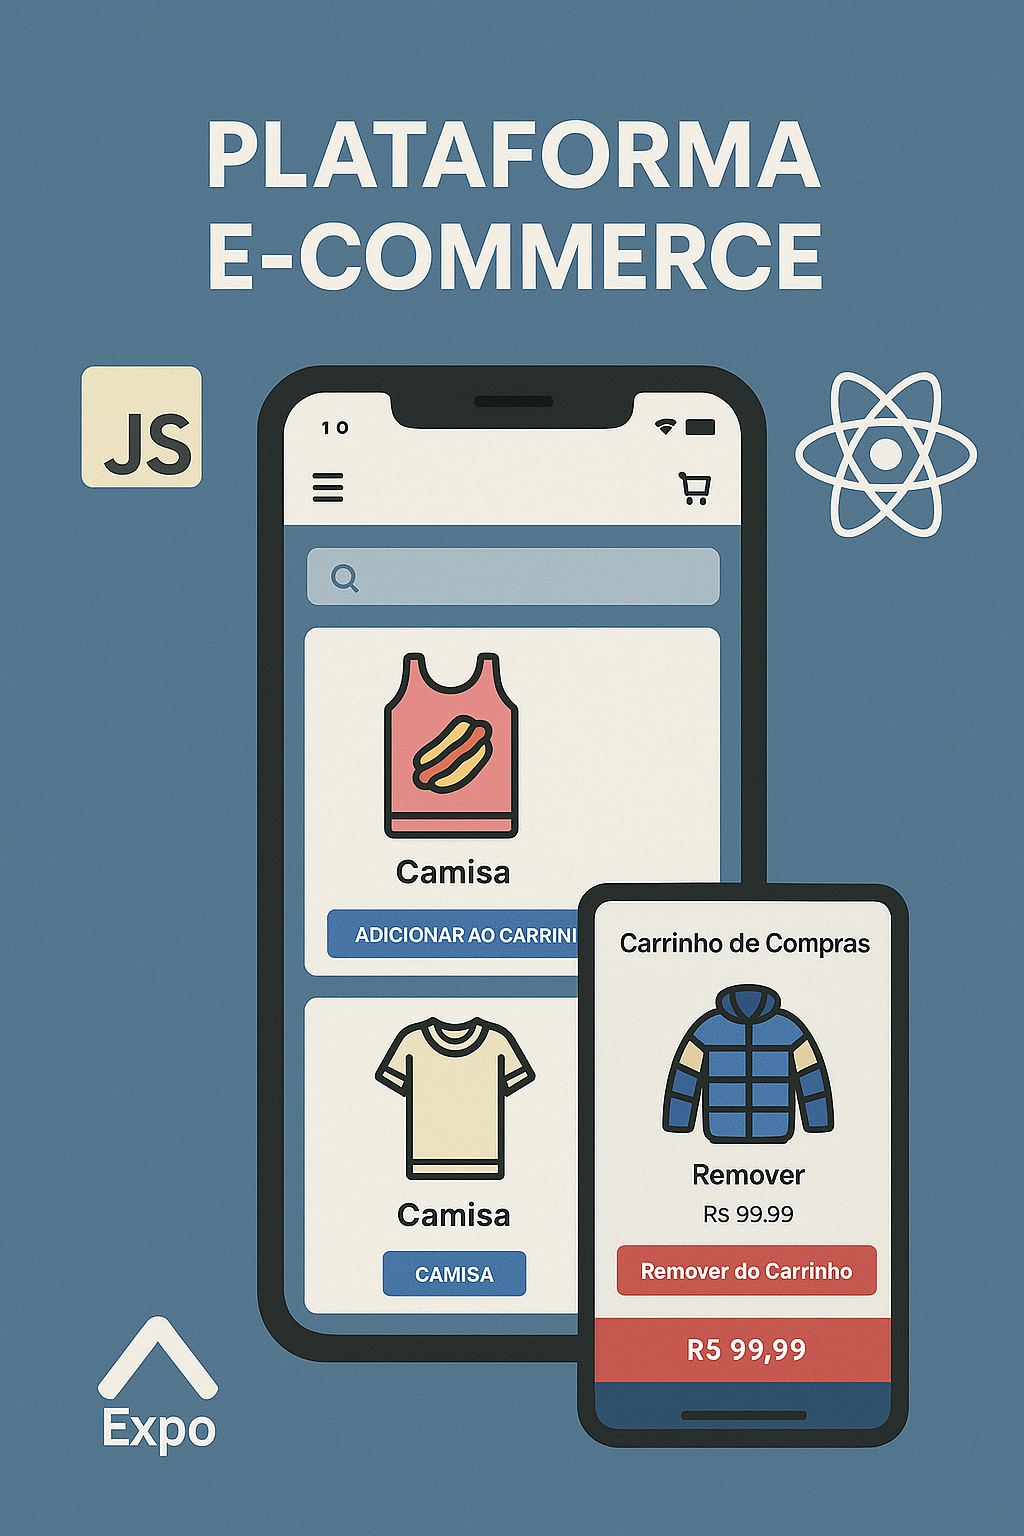 PLATAFORMA
E-COMMERCE
JS
10
Camisa
ADICIONAR AO CARRINI
Camisa
CAMISA
Carrinho de Compras
Remover
Rs 99.99
Remover do Carrinho
R5 99,99
Expo